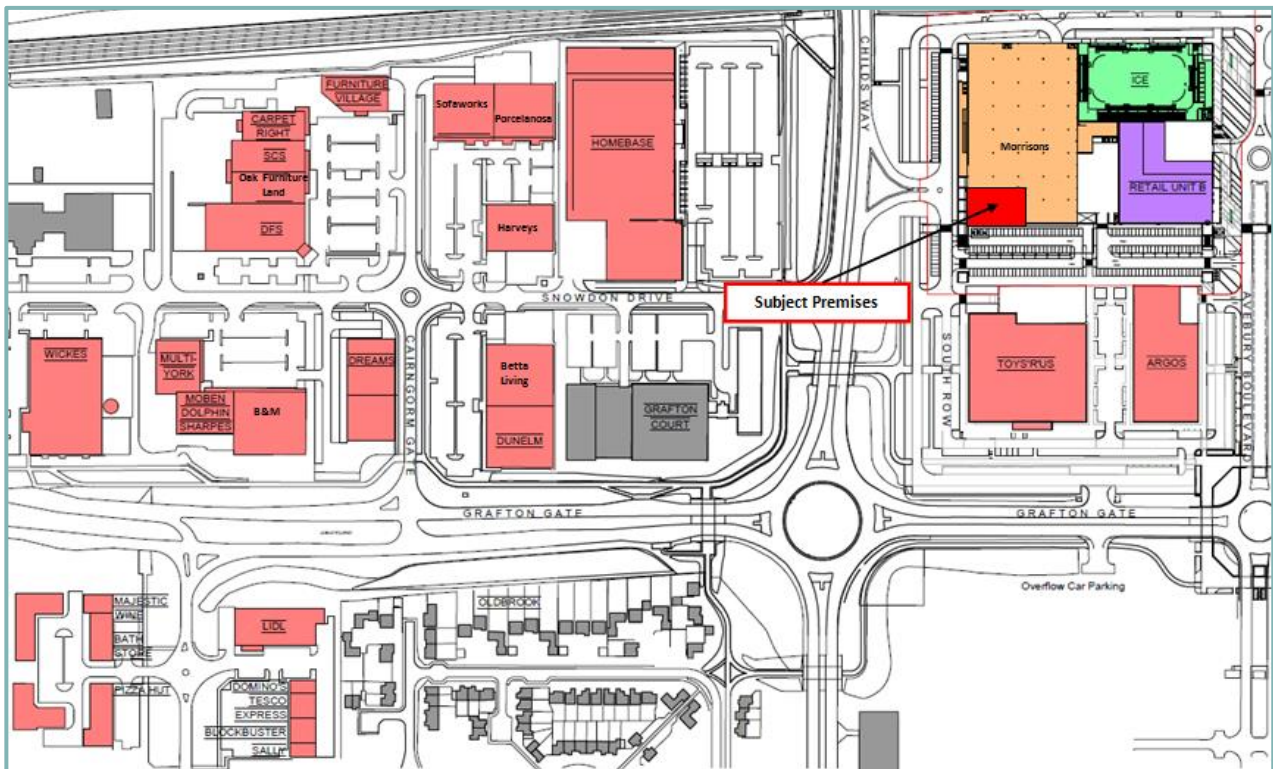 FURNITURE
VILLAGE
CARPET
RIGHT
SCS
Oak Furniture
Land
DFS
Sofaworks
Porcelanosa
HOMEBASE
Harveys
CHILDS WAY
Morrisons
ICE
RETAIL UNIT B
Subject Premises
SNOWDON DRIVE
WICKES
MULTI-
YORK
MOBEN
DOLPHIN
SHARPES
B&M
DREAMS
CAIRNGORM GATE
Betta
Living
DUNELM
GRAFTON
COURT
SOUTH ROW
TOYS'RUS
ARGOS
AVEBURY BOULEVARD
GRAFTON GATE
GRAFTON GATE
Overflow Car Parking
MAJESTIC
WINE
BATH
STORE
PIZZA HUT
LIDL
OLDBROOK
DOMINO'S
TESCO
EXPRESS
BLOCKBUSTER
SALLY